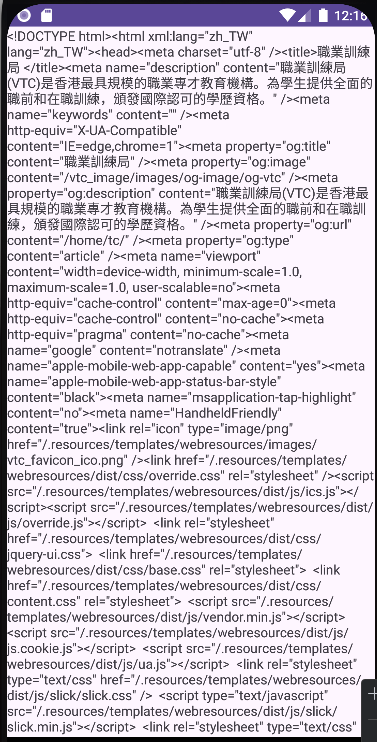 12:16
<!DOCTYPE html><html xml:lang="zh_TW"
lang="zh_TW"><head><meta charset="utf-8" /><title>職業訓練
局 </title><meta name="description" content="職業訓練局
(VTC)是香港最具規模的職業專才教育機構。為學生提供全面的
職前和在職訓練，頒發國際認可的學歷資格。" /><meta
name="keywords" content="" /><meta
http-equiv="X-UA-Compatible"
content="IE=edge,chrome=1"><meta property="og:title"
content="職業訓練局" /><meta property="og:image"
content="/vtc_image/images/og-image/og-vtc" /><meta
property="og:description" content="職業訓練局(VTC)是香港最
具規模的職業專才教育機構。為學生提供全面的職前和在職訓
練，頒發國際認可的學歷資格。" /><meta property="og:url"
content="/home/tc/" /><meta property="og:type"
content="article" /><meta name="viewport"
content="width=device-width, minimum-scale=1.0,
maximum-scale=1.0, user-scalable=no"><meta
http-equiv="cache-control" content="max-age=0"><meta
http-equiv="cache-control" content="no-cache"><meta
http-equiv="pragma" content="no-cache"><meta
name="google" content="notranslate" /><meta
name="apple-mobile-web-app-capable" content="yes"><meta
name="apple-mobile-web-app-status-bar-style"
content="black"><meta name="msapplication-tap-highlight"
content="no"><meta name="HandheldFriendly"
content="true"><link rel="icon" type="image/png"
href="/.resources/templates/webresources/images/
vtc_favicon_ico.png" /><link href="/.resources/templates/
webresources/dist/css/override.css" rel="stylesheet" /><script
src="/.resources/templates/webresources/dist/js/ics.js"></
script><script src="/.resources/templates/webresources/dist/
js/override.js"></script>  <link rel="stylesheet"
href="/.resources/templates/webresources/dist/css/
jquery-ui.css">  <link href="/.resources/templates/
webresources/dist/css/base.css" rel="stylesheet">  <link
href="/.resources/templates/webresources/dist/css/
content.css" rel="stylesheet">  <script src="/.resources/
templates/webresources/dist/js/vendor.min.js"></script>
<script src="/.resources/templates/webresources/dist/js/
js.cookie.js"></script>  <script src="/.resources/templates/
webresources/dist/js/ua.js"></script>  <link rel="stylesheet"
type="text/css" href="/.resources/templates/webresources/
dist/js/slick/slick.css" />  <script type="text/javascript"
src="/.resources/templates/webresources/dist/js/slick/
slick.min.js"></script>  <link rel="stylesheet" type="text/css"